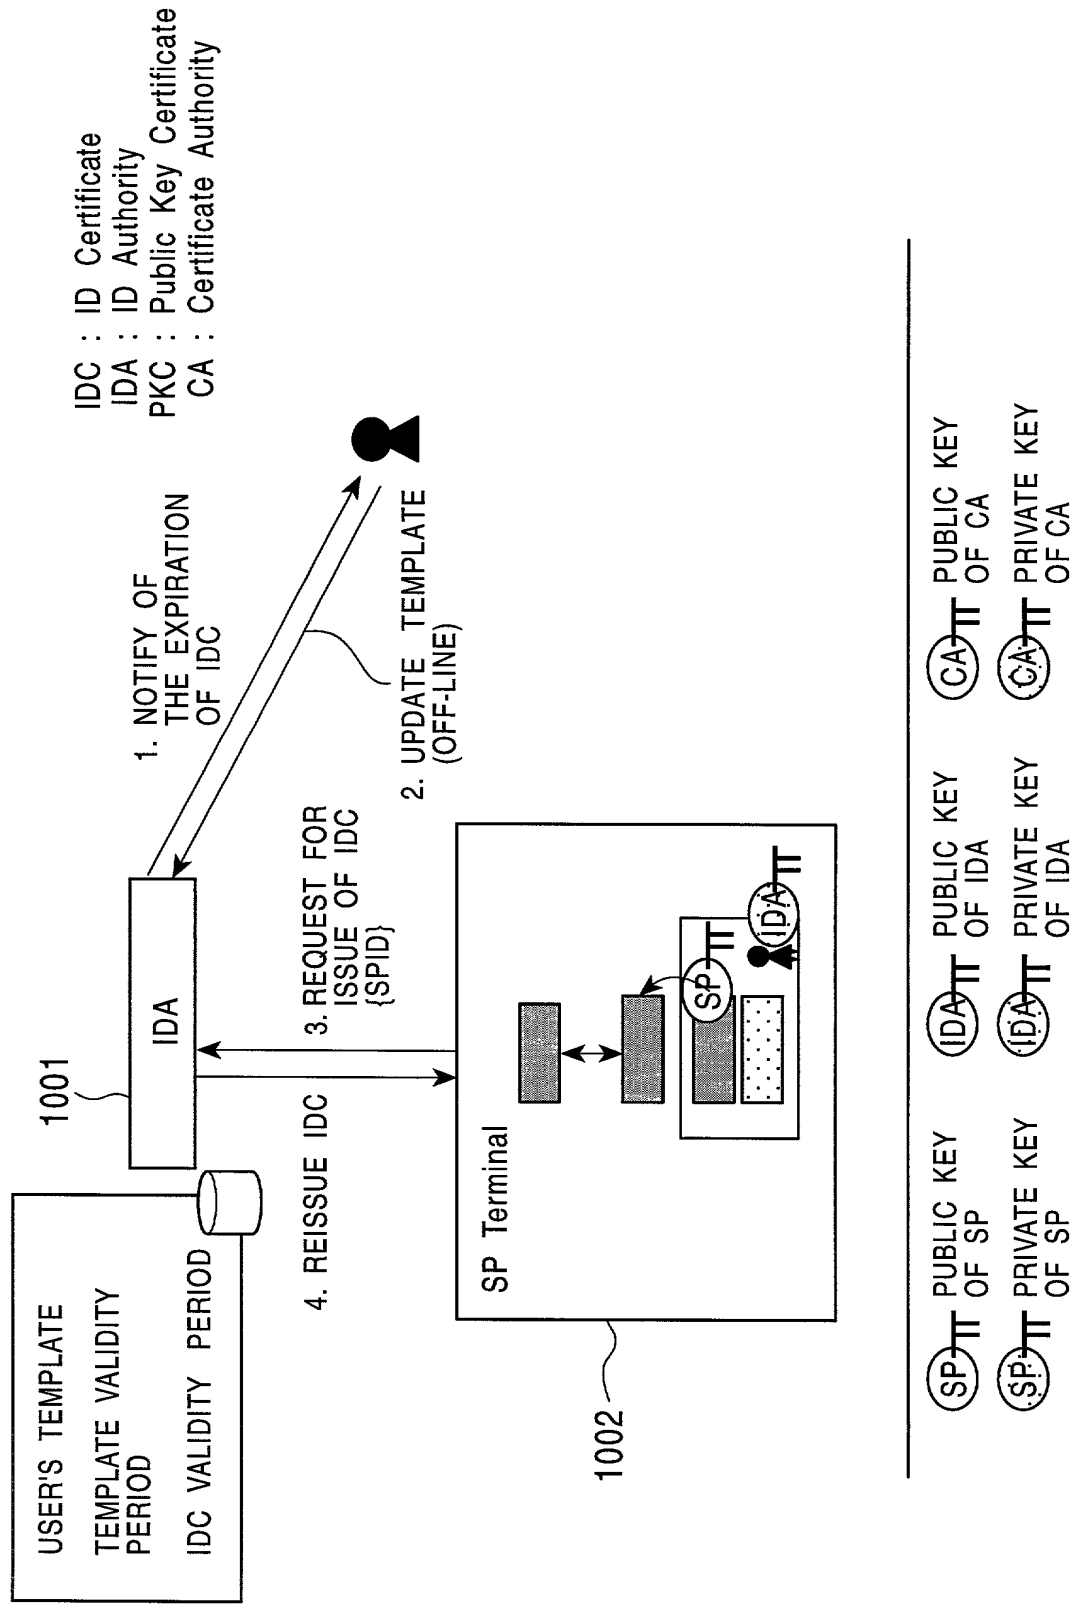 USER'S TEMPLATE
TEMPLATE VALIDITY
PERIOD
IDC VALIDITY PERIOD
1001
IDA
1. NOTIFY OF
THE EXPIRATION
OF IDC
IDC : ID Certificate
IDA : ID Authority
PKC : Public Key Certificate
CA : Certificate Authority
2. UPDATE TEMPLATE
(OFF-LINE)
3. REQUEST FOR
ISSUE OF IDC
{SPID}
4. REISSUE IDC
1002
SP Terminal
SP
IDA
SP PUBLIC KEY
OF SP
IDA PUBLIC KEY
OF IDA
CA PUBLIC KEY
OF CA
SP PRIVATE KEY
OF SP
IDA PRIVATE KEY
OF IDA
CA PRIVATE KEY
OF CA